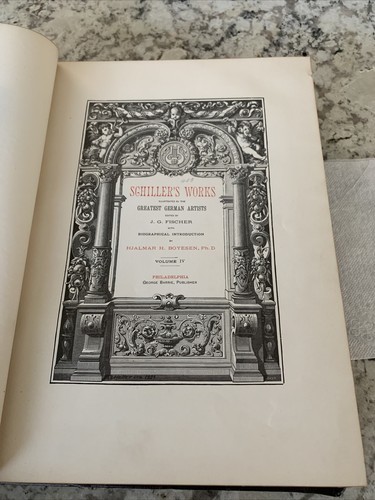 SCHILLER'S WORKS
ILLUSTRATED BY THE
GREATEST GERMAN ARTISTS
EDITED BY
J. G. FISCHER
WITH
BIOGRAPHICAL INTRODUCTION
BY
HJALMAR H. BOYESEN, PH.D.
VOLUME IV
PHILADELPHIA
GEORGE BARRIE, PUBLISHER